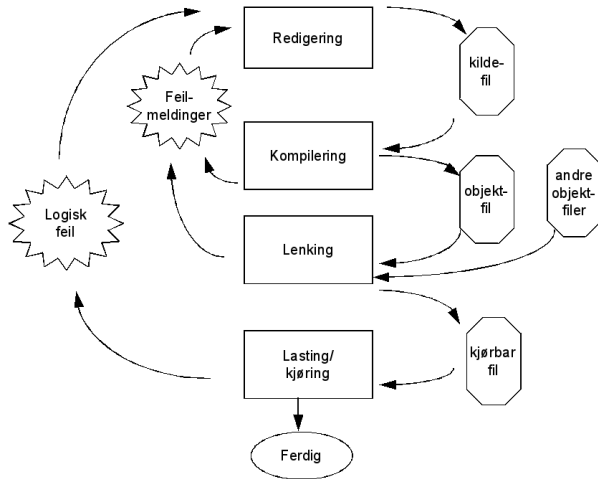 Redigering
kilde-
fil
Feil-
meldinger
Kompilering
objekt-
fil
andre
objekt-
filer
Logisk
feil
Lenking
Lasting/
kjøring
kjørbar
fil
Ferdig